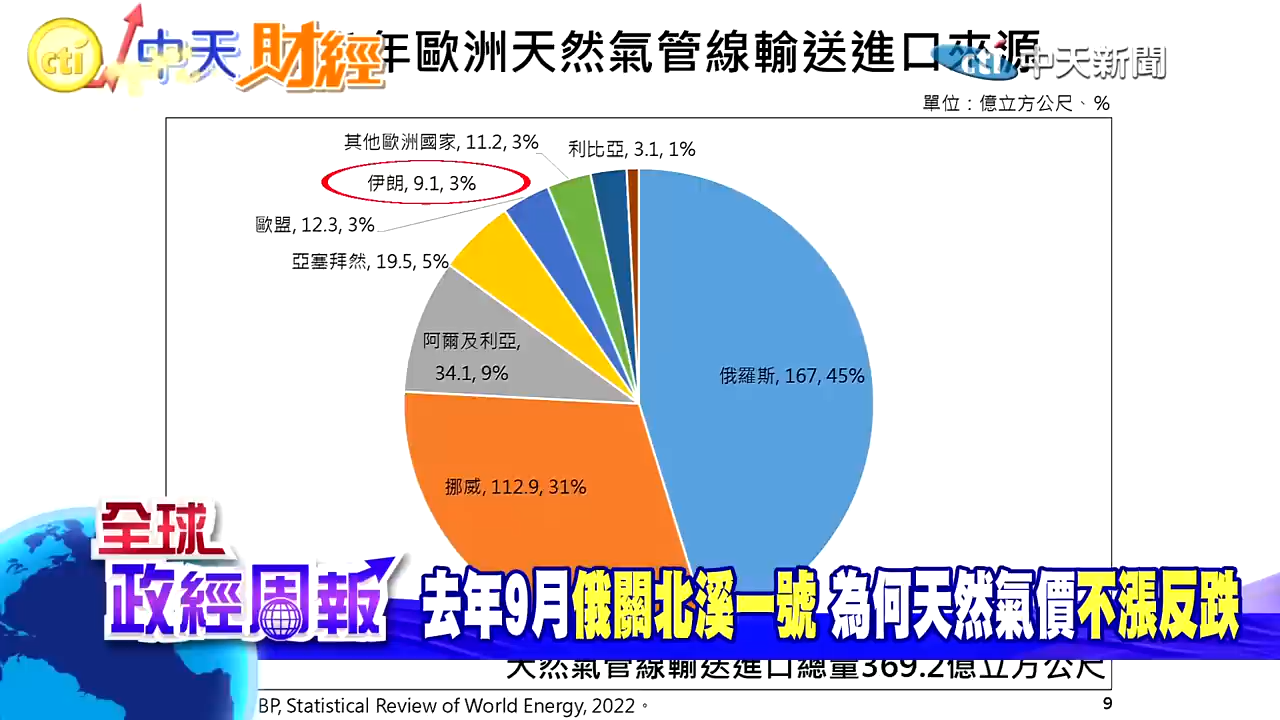 cti 中天財經
年歐洲天然氣管線輸送進口來源
cti 中天新聞
單位：億立方公尺、%
其他歐洲國家, 11.2, 3%
利比亞, 3.1, 1%
伊朗, 9.1, 3%
歐盟, 12.3, 3%
亞塞拜然, 19.5, 5%
阿爾及利亞,
34.1, 9%
俄羅斯, 167, 45%
挪威, 112.9, 31%
全球
政經周報
去年9月俄關北溪一號 為何天然氣價不漲反跌
天然氣管線輸送進口總量369.2億立方公尺
BP, Statistical Review of World Energy, 2022。
9